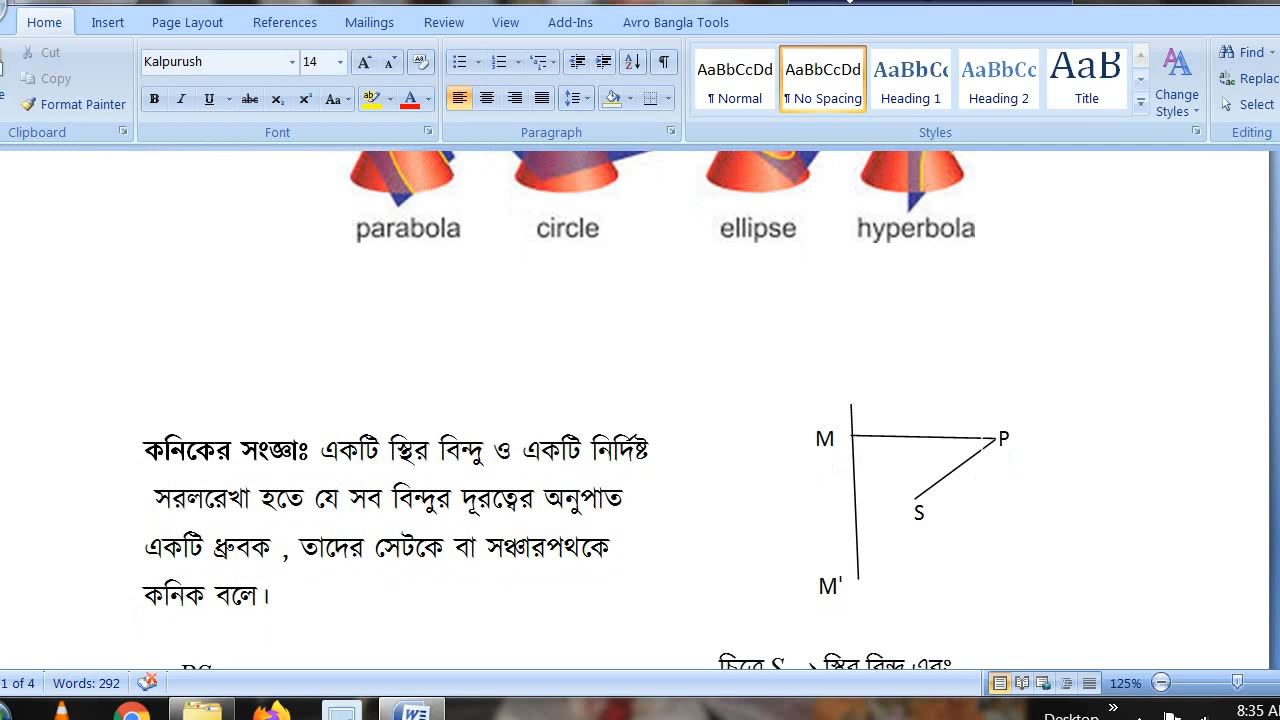 Home Insert Page Layout References Mailings Review View Add-Ins Avro Bangla Tools
Cut
Copy
Format Painter
Clipboard
Kalpurush 14
Font
Paragraph
AaBbCcDd AaBbCcDd AaBbCc AaBbCc AaB
¶ Normal ¶ No Spacing Heading 1 Heading 2 Title
Change
Styles
Styles
Find
Replac
Select
Editing
parabola circle ellipse hyperbola
কনিকের সংজ্ঞাঃ একটি স্থির বিন্দু ও একটি নির্দিষ্ট
সরলরেখা হতে যে সব বিন্দুর দূরত্বের অনুপাত
একটি ধ্রুবক , তাদের সেটকে বা সঞ্চারপথকে
কনিক বলে।
M P
S
M'
চিত্রে S → স্থির বিন্দু এবং
1 of 4 Words: 292 125%
Desktop » 8:35 A